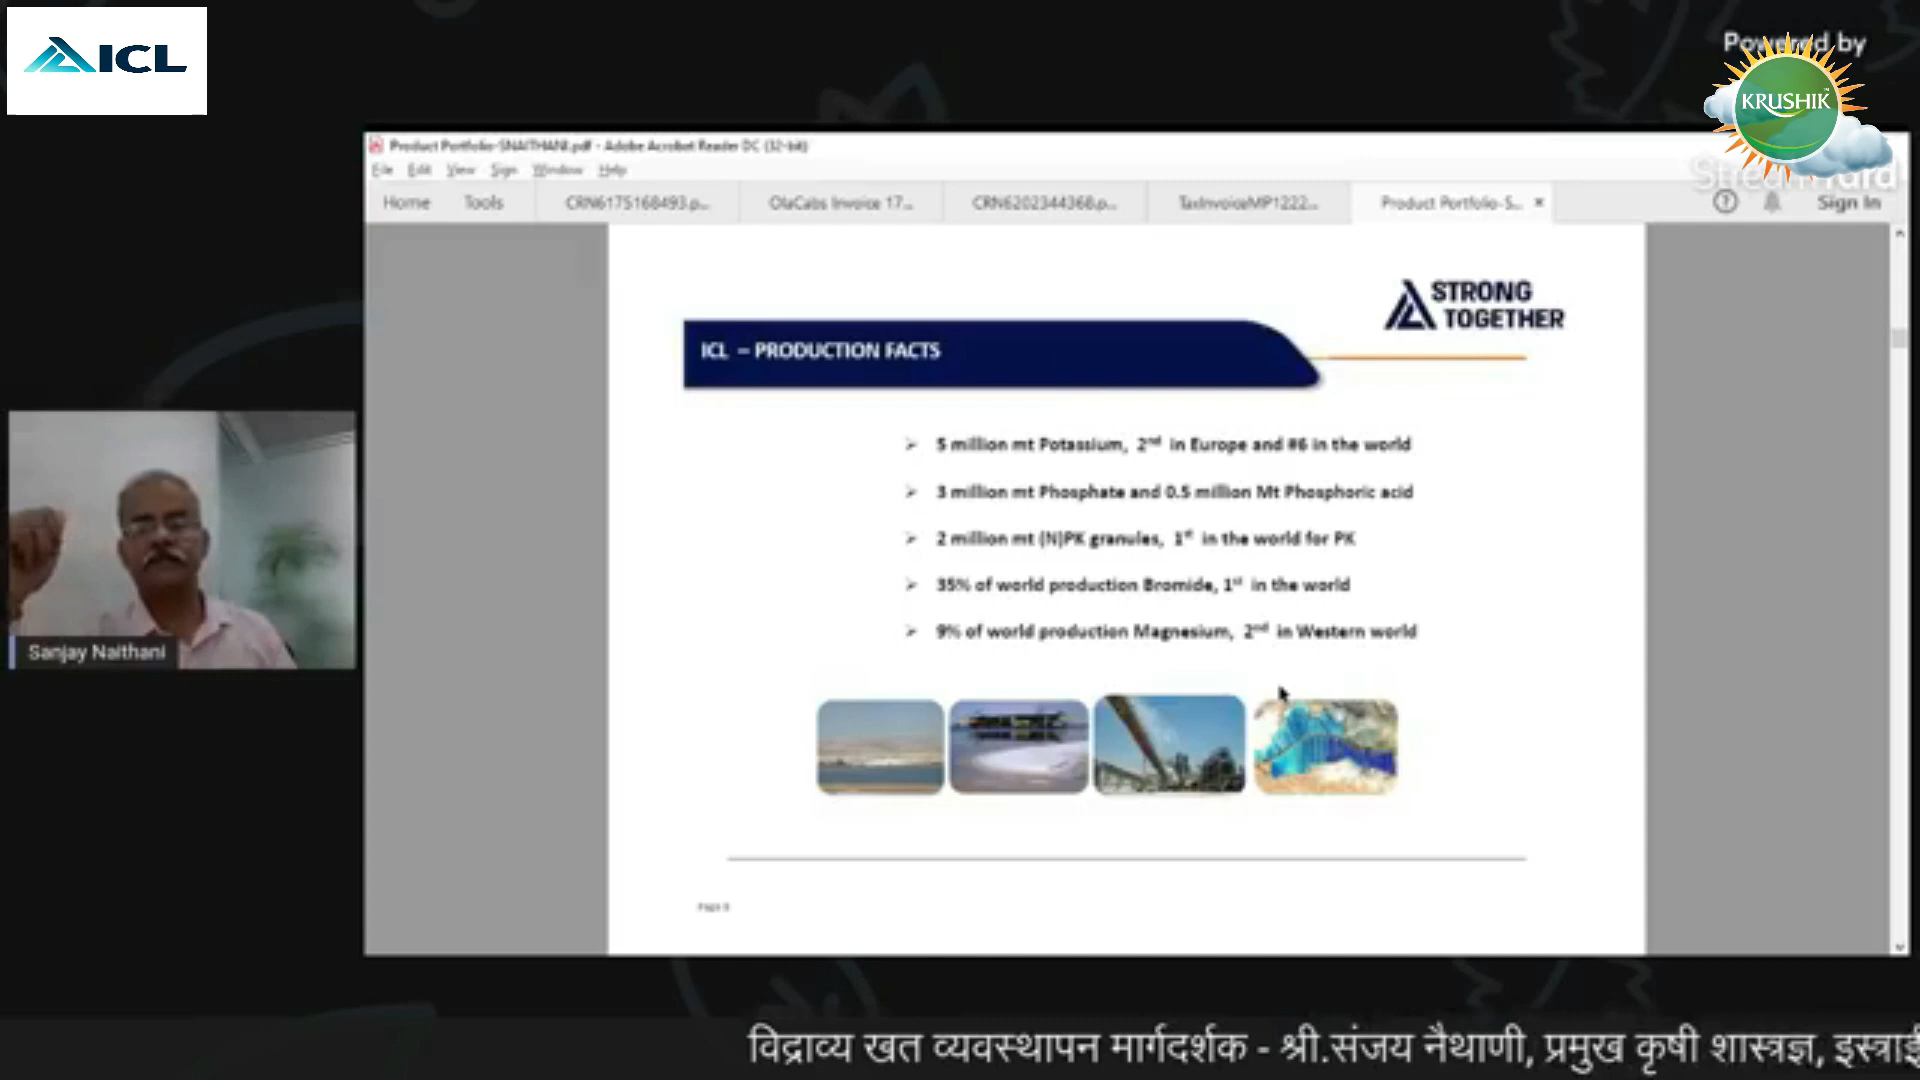 ICL
Powered by
KRUSHIK
Product Portfolio-SNAITHANI.pdf - Adobe Acrobat Reader DC (32-bit)
File Edit View Sign Window Help
Home Tools CRN6175168493.p... OlaCabs Invoice 17... CRN6202344368.p... TaxInvoiceMP1222... Product Portfolio-S... × Sign In
STRONG
TOGETHER
ICL – PRODUCTION FACTS
➢ 5 million mt Potassium, 2nd in Europe and #6 in the world
➢ 3 million mt Phosphate and 0.5 million Mt Phosphoric acid
➢ 2 million mt (N)PK granules, 1st in the world for PK
➢ 35% of world production Bromide, 1st in the world
➢ 9% of world production Magnesium, 2nd in Western world
Sanjay Naithani
विद्राव्य खत व्यवस्थापन मार्गदर्शक - श्री.संजय नैथाणी, प्रमुख कृषी शास्त्रज्ञ, इस्त्राई